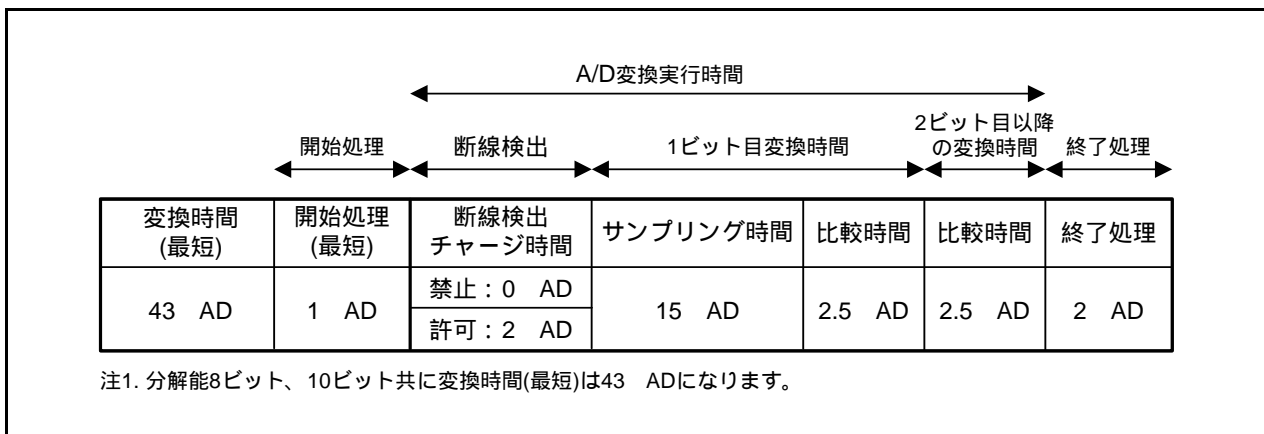 A/D変換実行時間
開始処理
断線検出
1ビット目変換時間
2ビット目以降
の変換時間
終了処理
変換時間
(最短)
開始処理
(最短)
断線検出
チャージ時間
サンプリング時間
比較時間
比較時間
終了処理
43 AD
1 AD
禁止：0 AD
許可：2 AD
15 AD
2.5 AD
2.5 AD
2 AD
注1. 分解能8ビット、10ビット共に変換時間(最短)は43 ADになります。